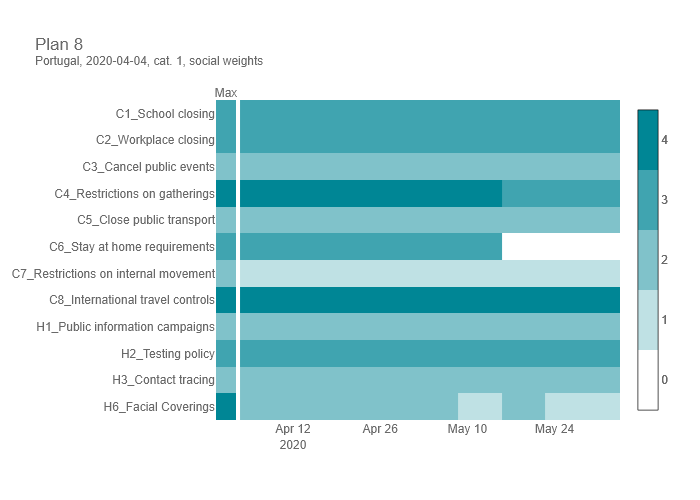 Plan 8
Portugal, 2020-04-04, cat. 1, social weights
Max
C1_School closing
C2_Workplace closing
C3_Cancel public events
C4_Restrictions on gatherings
C5_Close public transport
C6_Stay at home requirements
C7_Restrictions on internal movement
C8_International travel controls
H1_Public information campaigns
H2_Testing policy
H3_Contact tracing
H6_Facial Coverings
4
3
2
1
0
Apr 12 Apr 26 May 10 May 24
2020